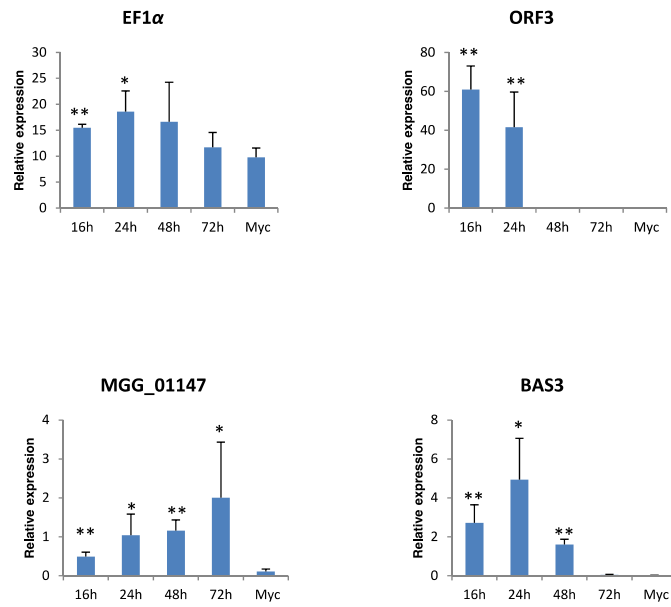 EF1α
Relative expression
30
25
20
15
10
5
0
**
*
16h 24h 48h 72h Myc
ORF3
Relative expression
80
60
40
20
0
**
**
16h 24h 48h 72h Myc
MGG_01147
Relative expression
4
3
2
1
0
**
*
**
*
16h 24h 48h 72h Myc
BAS3
Relative expression
8
6
4
2
0
**
*
**
16h 24h 48h 72h Myc